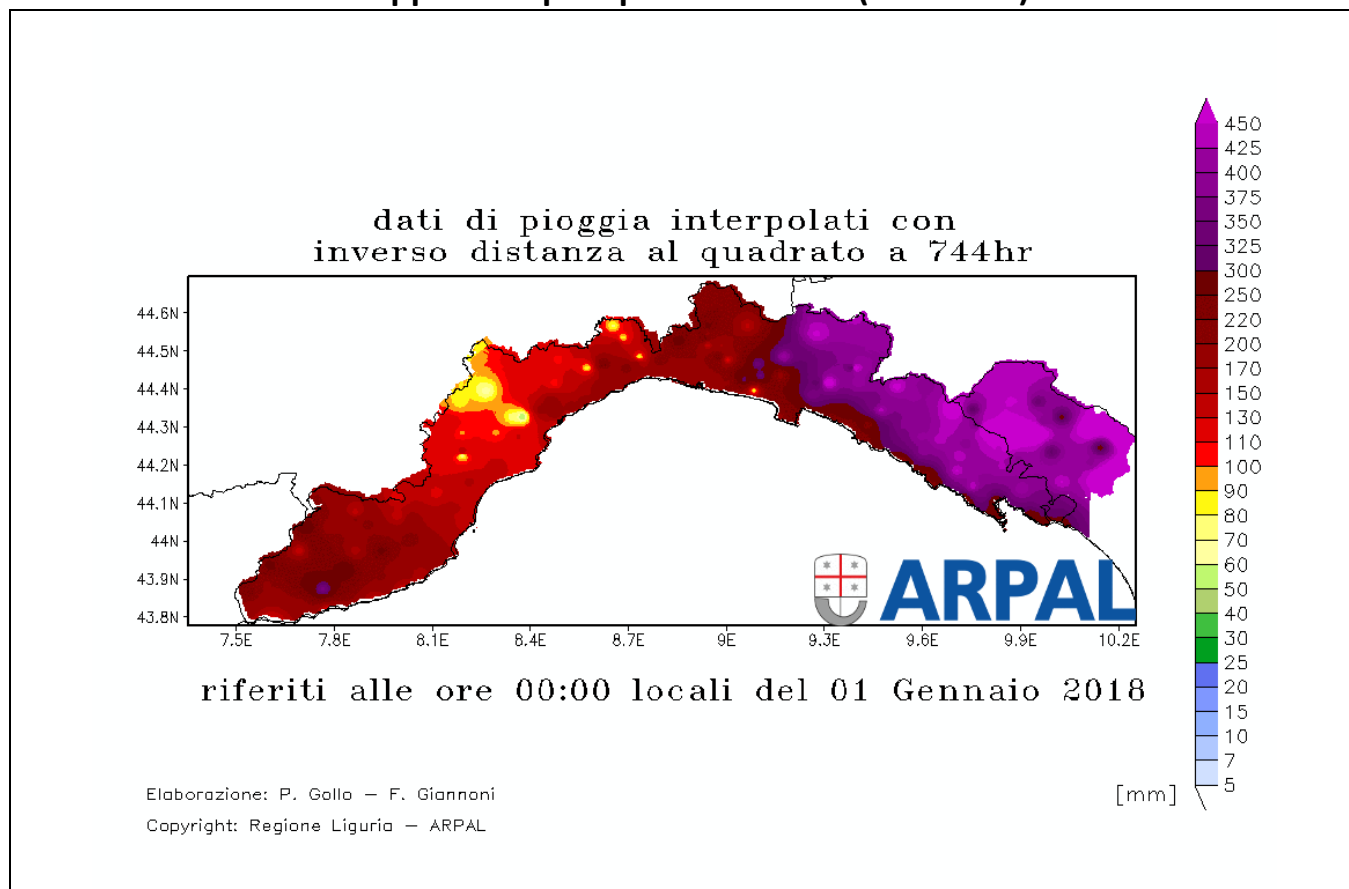 dati di pioggia interpolati con
inverso distanza al quadrato a 744hr
44.6N
44.5N
44.4N
44.3N
44.2N
44.1N
44N
43.9N
43.8N
7.5E 7.8E 8.1E 8.4E 8.7E 9E 9.3E 9.6E 9.9E 10.2E
ARPAL
riferiti alle ore 00:00 locali del 01 Gennaio 2018
450
425
400
375
350
325
300
250
220
200
170
150
130
110
100
90
80
70
60
50
40
30
25
20
15
10
7
5
[mm]
Elaborazione: P. Gollo – F. Giannoni
Copyright: Regione Liguria – ARPAL